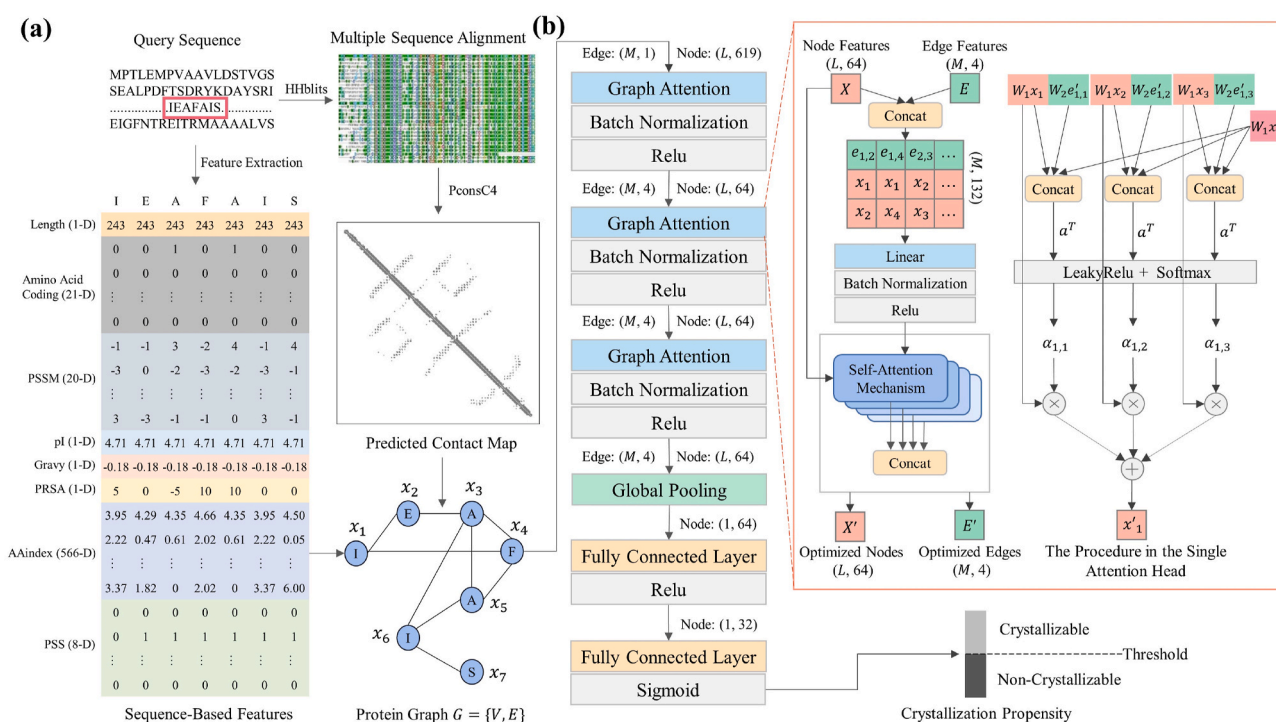 (a)
Query Sequence
MPTLEMPVAAVLDSTVGS
SEALPDFTSDRYKDAYSRI
..............IEAFAIS..............
EIGFNTREITRMAAAALVS
HHblits
Multiple Sequence Alignment
Feature Extraction
PconsC4
Predicted Contact Map
I E A F A I S
Length (1-D) 243 243 243 243 243 243 243
Amino Acid
Coding (21-D)
0 0 1 0 1 0 0
0 0 0 0 0 0 0
⋮ ⋮ ⋮ ⋮ ⋮ ⋮ ⋮
0 0 0 0 0 0 0
PSSM (20-D)
-1 -1 3 -2 4 -1 4
-3 0 -2 -3 -2 -3 -1
⋮ ⋮ ⋮ ⋮ ⋮ ⋮ ⋮
3 -3 -1 -1 0 3 -1
pI (1-D) 4.71 4.71 4.71 4.71 4.71 4.71 4.71
Gravy (1-D) -0.18 -0.18 -0.18 -0.18 -0.18 -0.18 -0.18
PRSA (1-D) 5 0 -5 10 10 0 0
AAindex (566-D)
3.95 4.29 4.35 4.66 4.35 3.95 4.50
2.22 0.47 0.61 2.02 0.61 2.22 0.05
⋮ ⋮ ⋮ ⋮ ⋮ ⋮ ⋮
3.37 1.82 0 2.02 0 3.37 6.00
PSS (8-D)
0 0 0 0 0 0 0
0 1 1 1 1 1 1
⋮ ⋮ ⋮ ⋮ ⋮ ⋮ ⋮
0 0 0 0 0 0 0
Sequence-Based Features
x₁ I
x₂ E
x₃ A
x₄ F
x₅ A
x₆ I
x₇ S
Protein Graph G = {V, E}
(b)
Edge: (M, 1) Node: (L, 619)
Graph Attention
Batch Normalization
Relu
Edge: (M, 4) Node: (L, 64)
Graph Attention
Batch Normalization
Relu
Edge: (M, 4) Node: (L, 64)
Graph Attention
Batch Normalization
Relu
Edge: (M, 4) Node: (L, 64)
Global Pooling
Node: (1, 64)
Fully Connected Layer
Relu
Node: (1, 32)
Fully Connected Layer
Sigmoid
Node Features
(L, 64)
Edge Features
(M, 4)
X E
Concat
e₁,₂ e₁,₄ e₂,₃ …
x₁ x₁ x₂ …
x₂ x₄ x₃ …
(M, 132)
Linear
Batch Normalization
Relu
Self-Attention
Mechanism
Concat
X′ E′
Optimized Nodes
(L, 64)
Optimized Edges
(M, 4)
W₁x₁ W₂e′₁,₁ W₁x₂ W₂e′₁,₂ W₁x₃ W₂e′₁,₃
W₁x
Concat Concat Concat
aᵀ aᵀ aᵀ
LeakyRelu + Softmax
α₁,₁ α₁,₂ α₁,₃
× × ×
+
x′₁
The Procedure in the Single
Attention Head
Crystallizable
Threshold
Non-Crystallizable
Crystallization Propensity